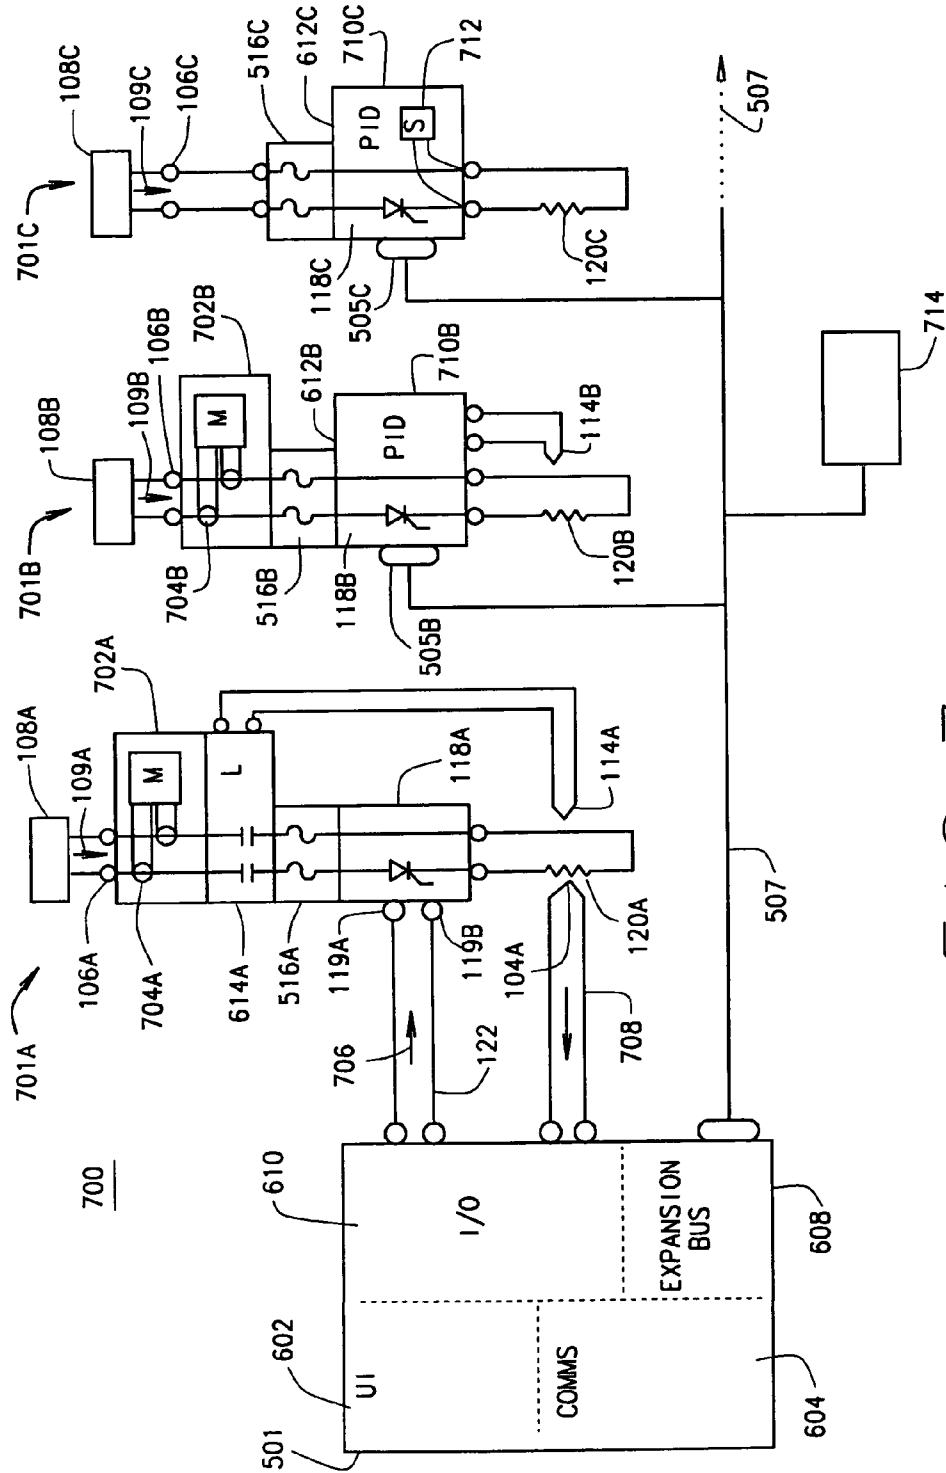 701A
701B
701C
108A
108B
108C
700
106A
109A
109B
109C
702A
106B
106C
704A
M
704B
702B
M
614A
L
516C
501
602
610
516A
516B
612C
612B
UI
119A
118B
118C
710C
706
505C
PID
710B
PID
S
118A
505B
712
I/O
122
119B
104A
COMMS
114A
114B
120A
120B
120C
708
EXPANSION
BUS
507
507
604
608
714